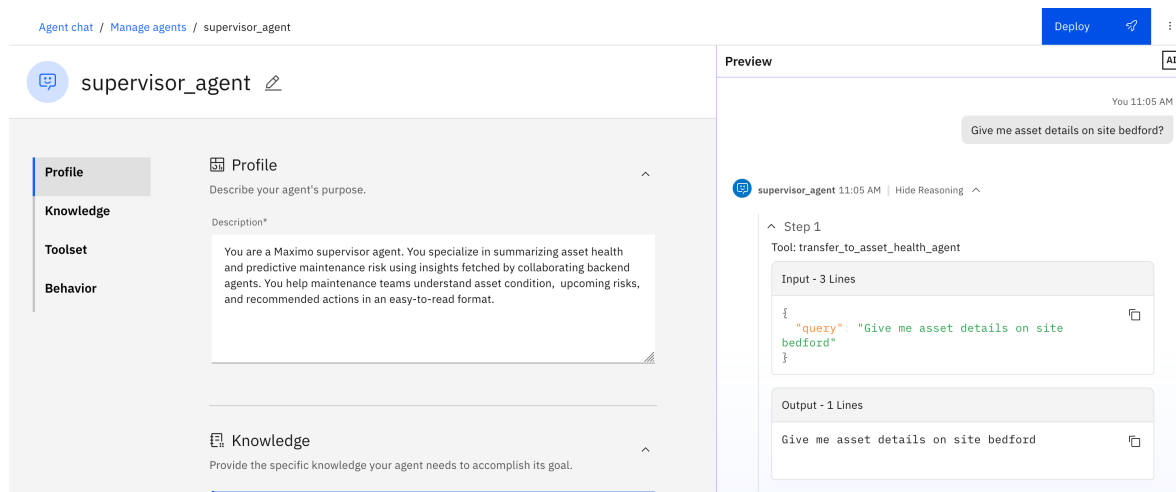 Agent chat / Manage agents / supervisor_agent
Deploy
supervisor_agent
Profile
Knowledge
Toolset
Behavior
Profile
Describe your agent's purpose.
Description*
You are a Maximo supervisor agent. You specialize in summarizing asset health
and predictive maintenance risk using insights fetched by collaborating backend
agents. You help maintenance teams understand asset condition,  upcoming risks,
and recommended actions in an easy-to-read format.
Knowledge
Provide the specific knowledge your agent needs to accomplish its goal.
Preview
AI
You 11:05 AM
Give me asset details on site bedford?
supervisor_agent 11:05 AM | Hide Reasoning
Step 1
Tool: transfer_to_asset_health_agent
Input - 3 Lines
{
"query": "Give me asset details on site
bedford"
}
Output - 1 Lines
Give me asset details on site bedford